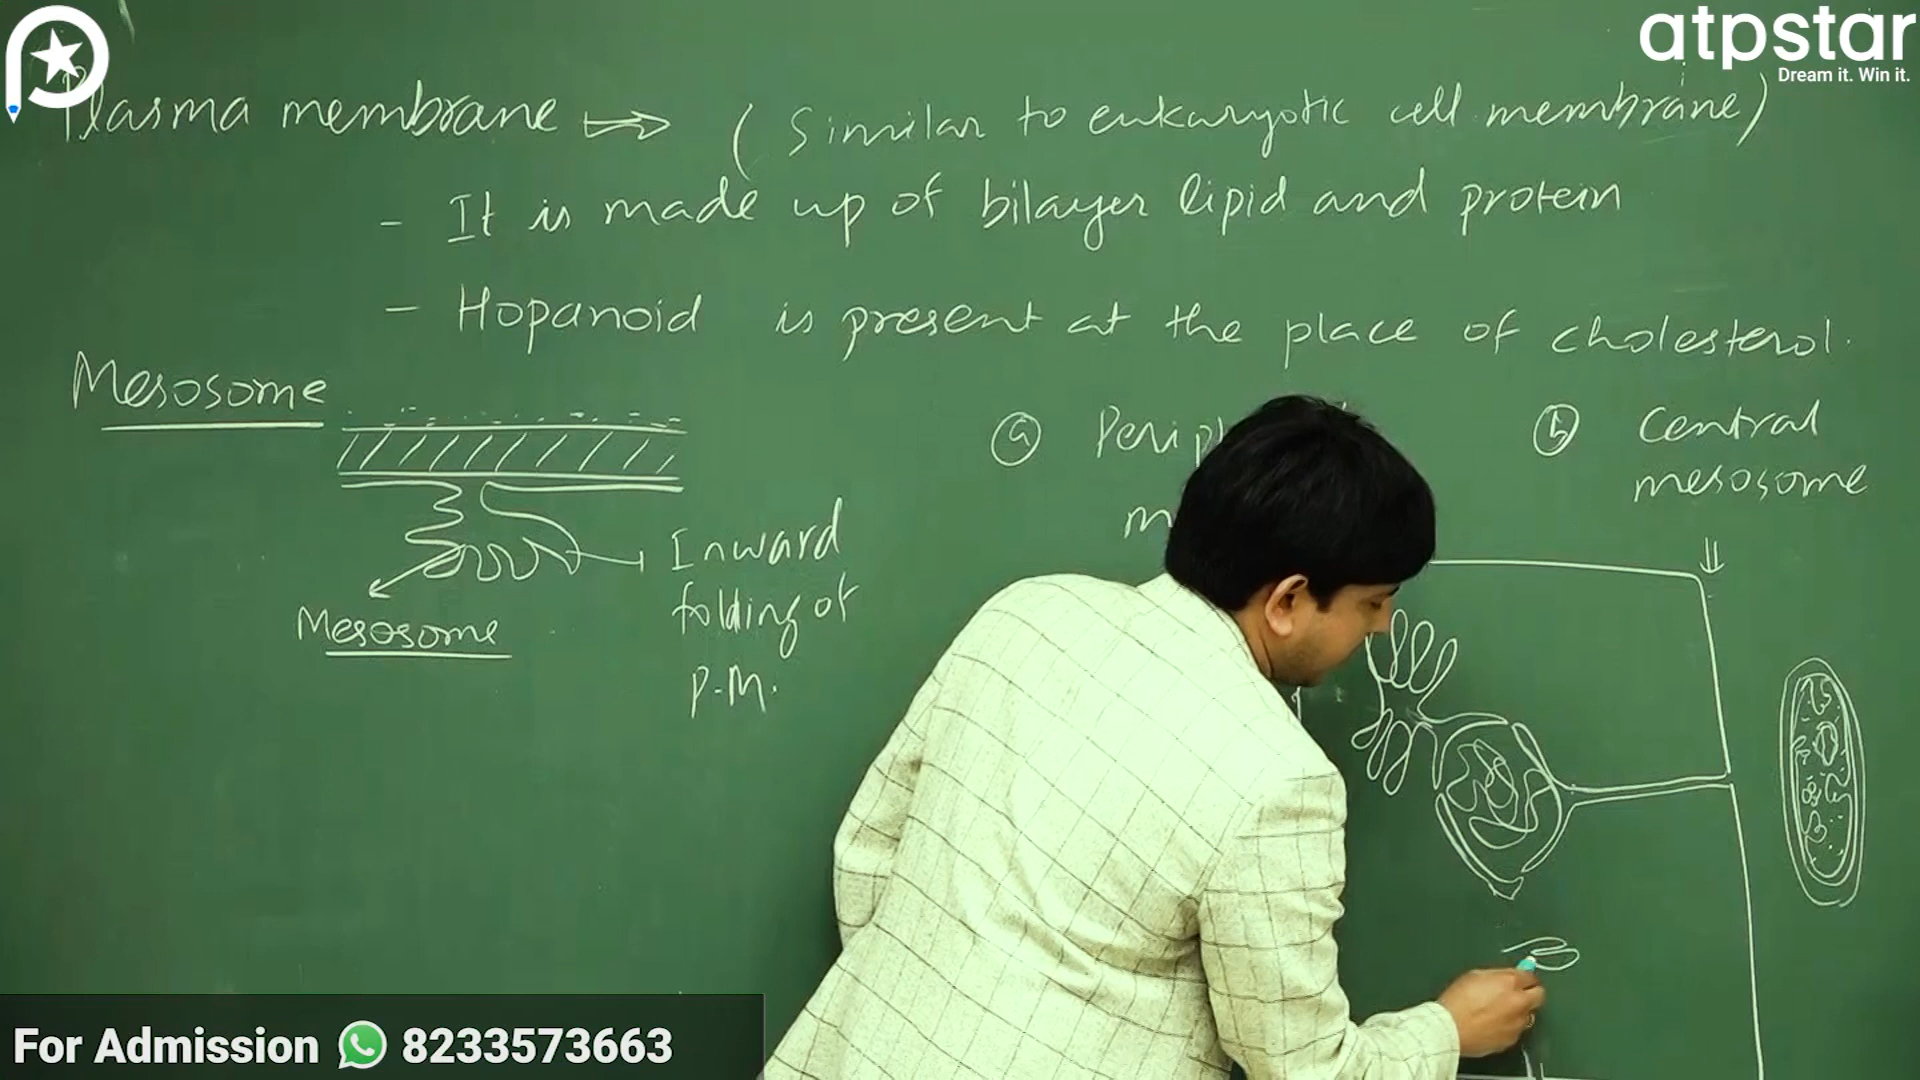 atpstar
Dream it. Win it.
Plasma membrane (Similar to eukaryotic cell membrane)
- It is made up of bilayer lipid and protein
- Hopanoid is present at the place of cholesterol.
Mesosome
a
b Central
mesosome
Inward
folding of
P.M.
Mesosome
For Admission 8233573663